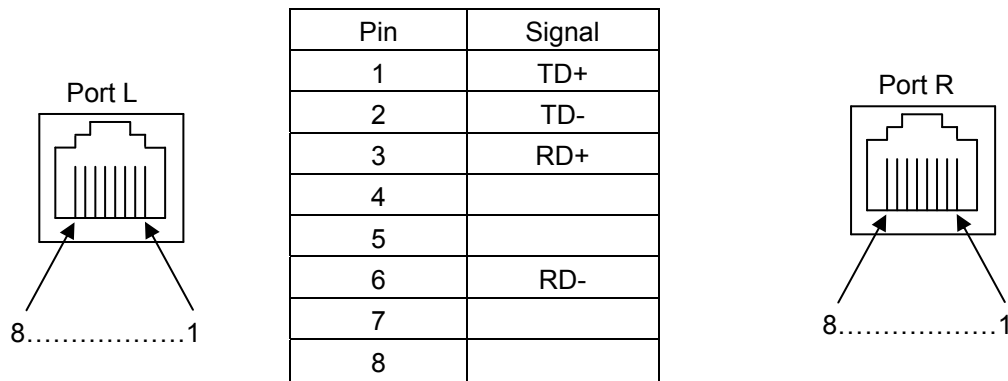 Port L
8………………1
Pin Signal
1 TD+
2 TD-
3 RD+
4
5
6 RD-
7
8
Port R
8………………1